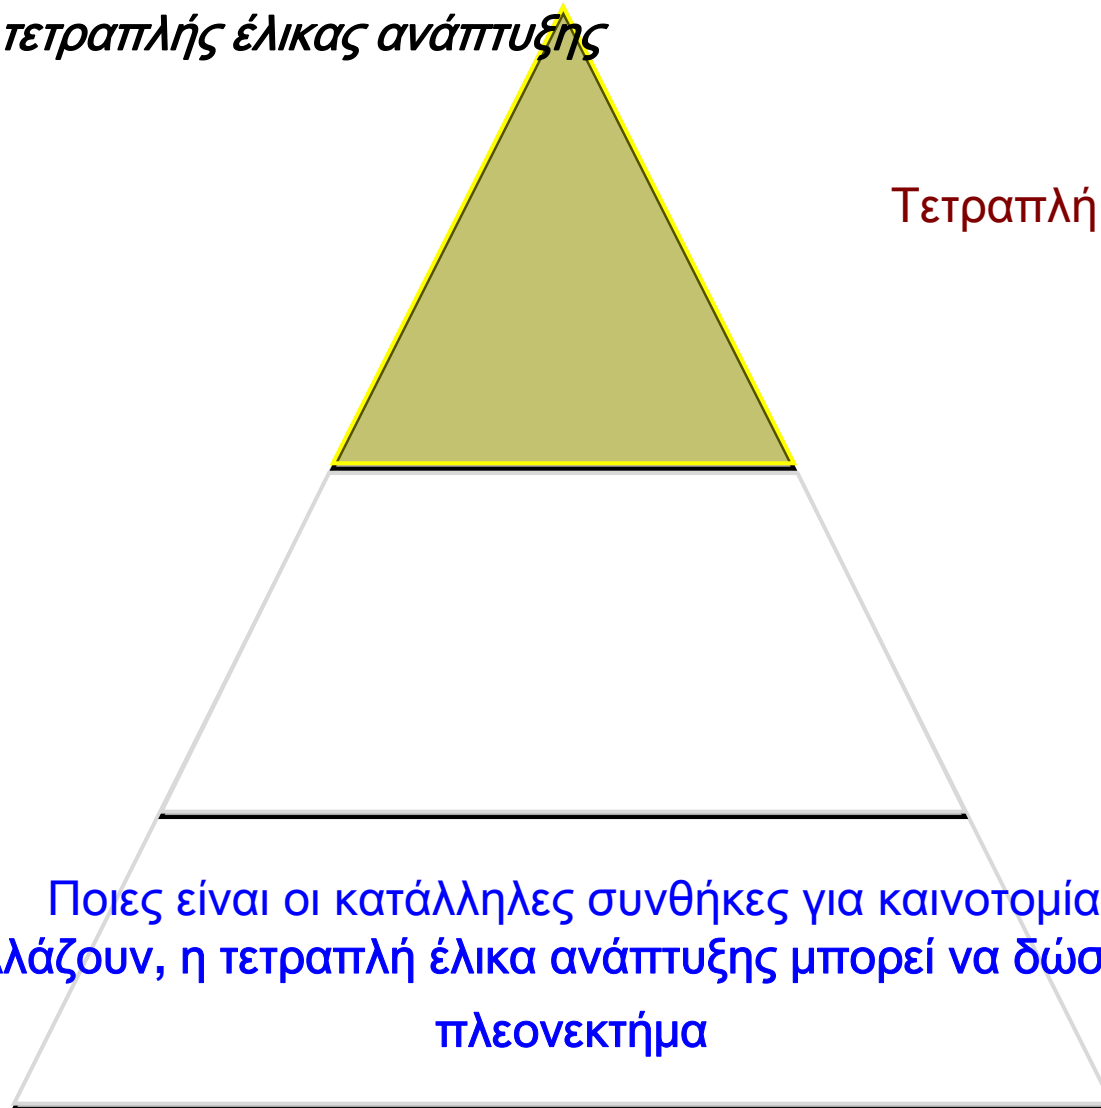 τετραπλής έλικας ανάπτυξης
Τετραπλή
Ποιες είναι οι κατάλληλες συνθήκες για καινοτομία
λάζουν, η τετραπλή έλικα ανάπτυξης μπορεί να δώσ
πλεονεκτήμα